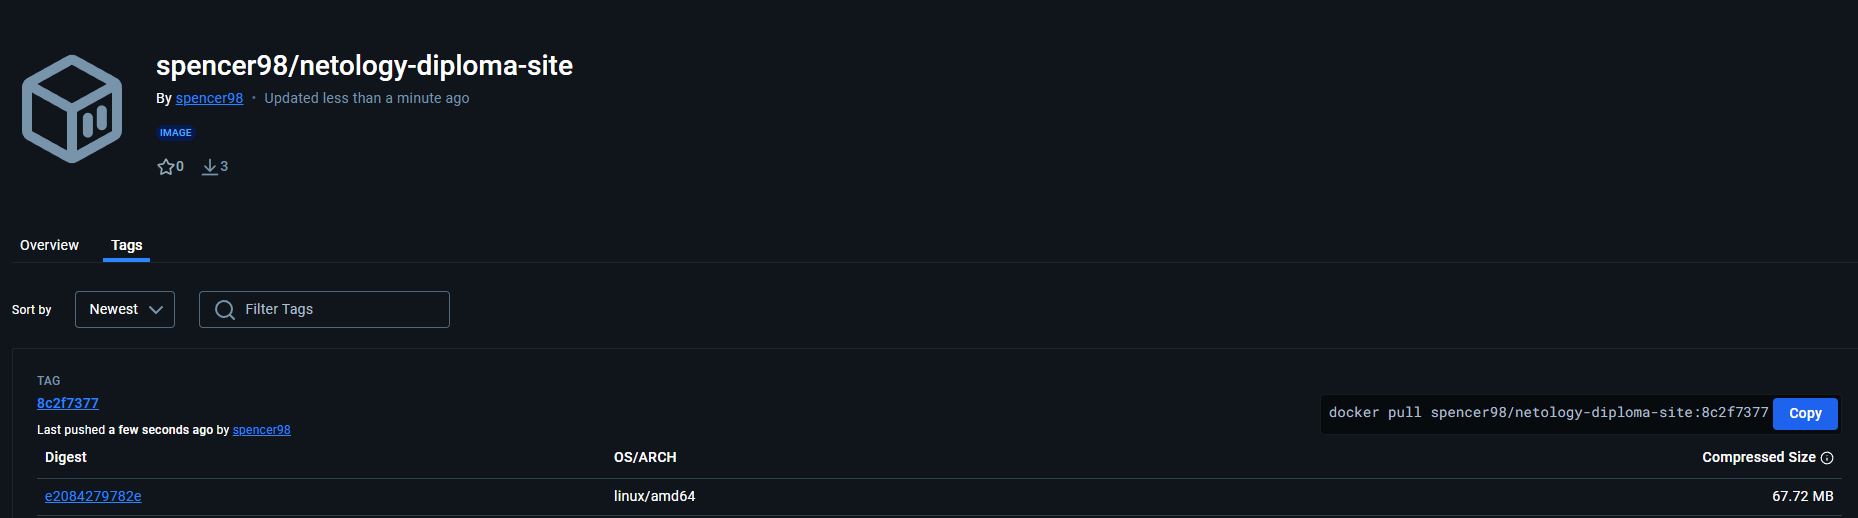 spencer98/netology-diploma-site
By spencer98 • Updated less than a minute ago
IMAGE
0 3
Overview Tags
Sort by Newest Filter Tags
TAG
8c2f7377
docker pull spencer98/netology-diploma-site:8c2f7377 Copy
Last pushed a few seconds ago by spencer98
Digest OS/ARCH Compressed Size
e2084279782e linux/amd64 67.72 MB